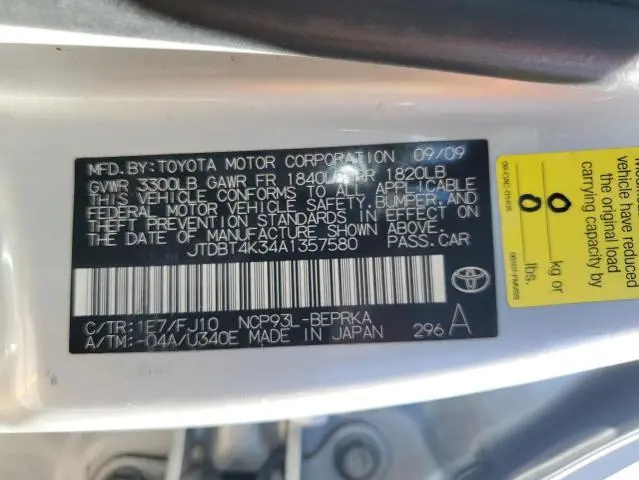 MFD. BY: TOYOTA MOTOR CORPORATION 09/09
GVWR 3300LB GAWR FR 1840LB RR 1820LB
THIS VEHICLE CONFORMS TO ALL APPLICABLE
FEDERAL MOTOR VEHICLE SAFETY, BUMPER, AND
THEFT PREVENTION STANDARDS IN EFFECT ON
THE DATE OF MANUFACTURE SHOWN ABOVE.
JTDBT4K34A1357580 PASS. CAR
C/TR: 1E7/FJ10 NCP93L-BEPRKA
A/TM: -04A/U340E MADE IN JAPAN 296 A
TOYOTA
have reduced
the original load
carrying capacity by
0 kg or
0 lbs.